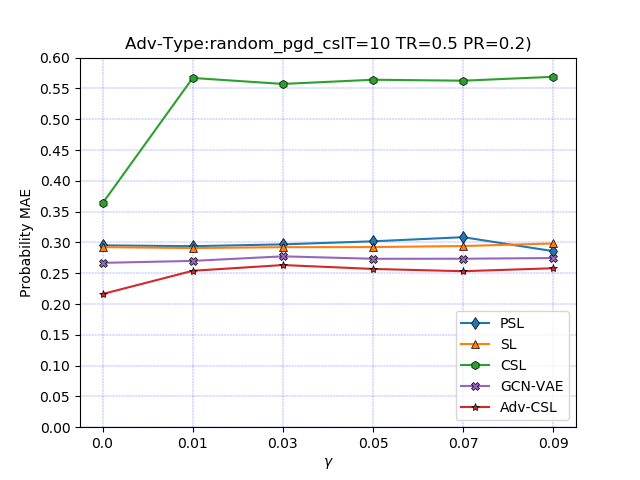 Adv-Type:random_pgd_cslT=10 TR=0.5 PR=0.2)
0.60
0.55
0.50
0.45
0.40
0.35
0.30
0.25
0.20
0.15
0.10
0.05
0.00
Probability MAE
PSL
SL
CSL
GCN-VAE
Adv-CSL
0.0 0.01 0.03 0.05 0.07 0.09
γ